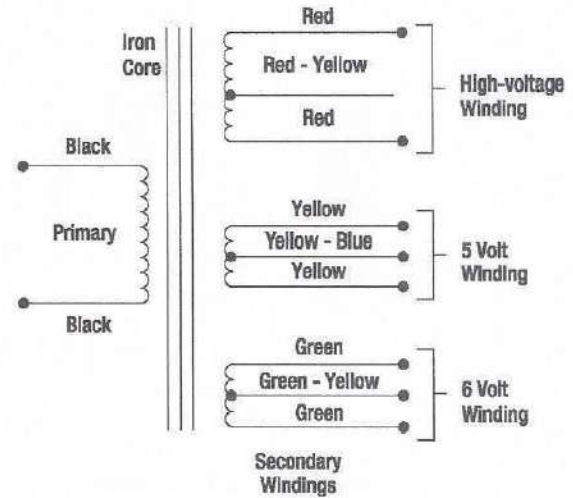 Red
Iron
Core
Red - Yellow
High-voltage
Winding
Red
Black
Primary
Black
Yellow
Yellow - Blue
5 Volt
Winding
Yellow
Green
Green - Yellow
6 Volt
Winding
Green
Secondary
Windings